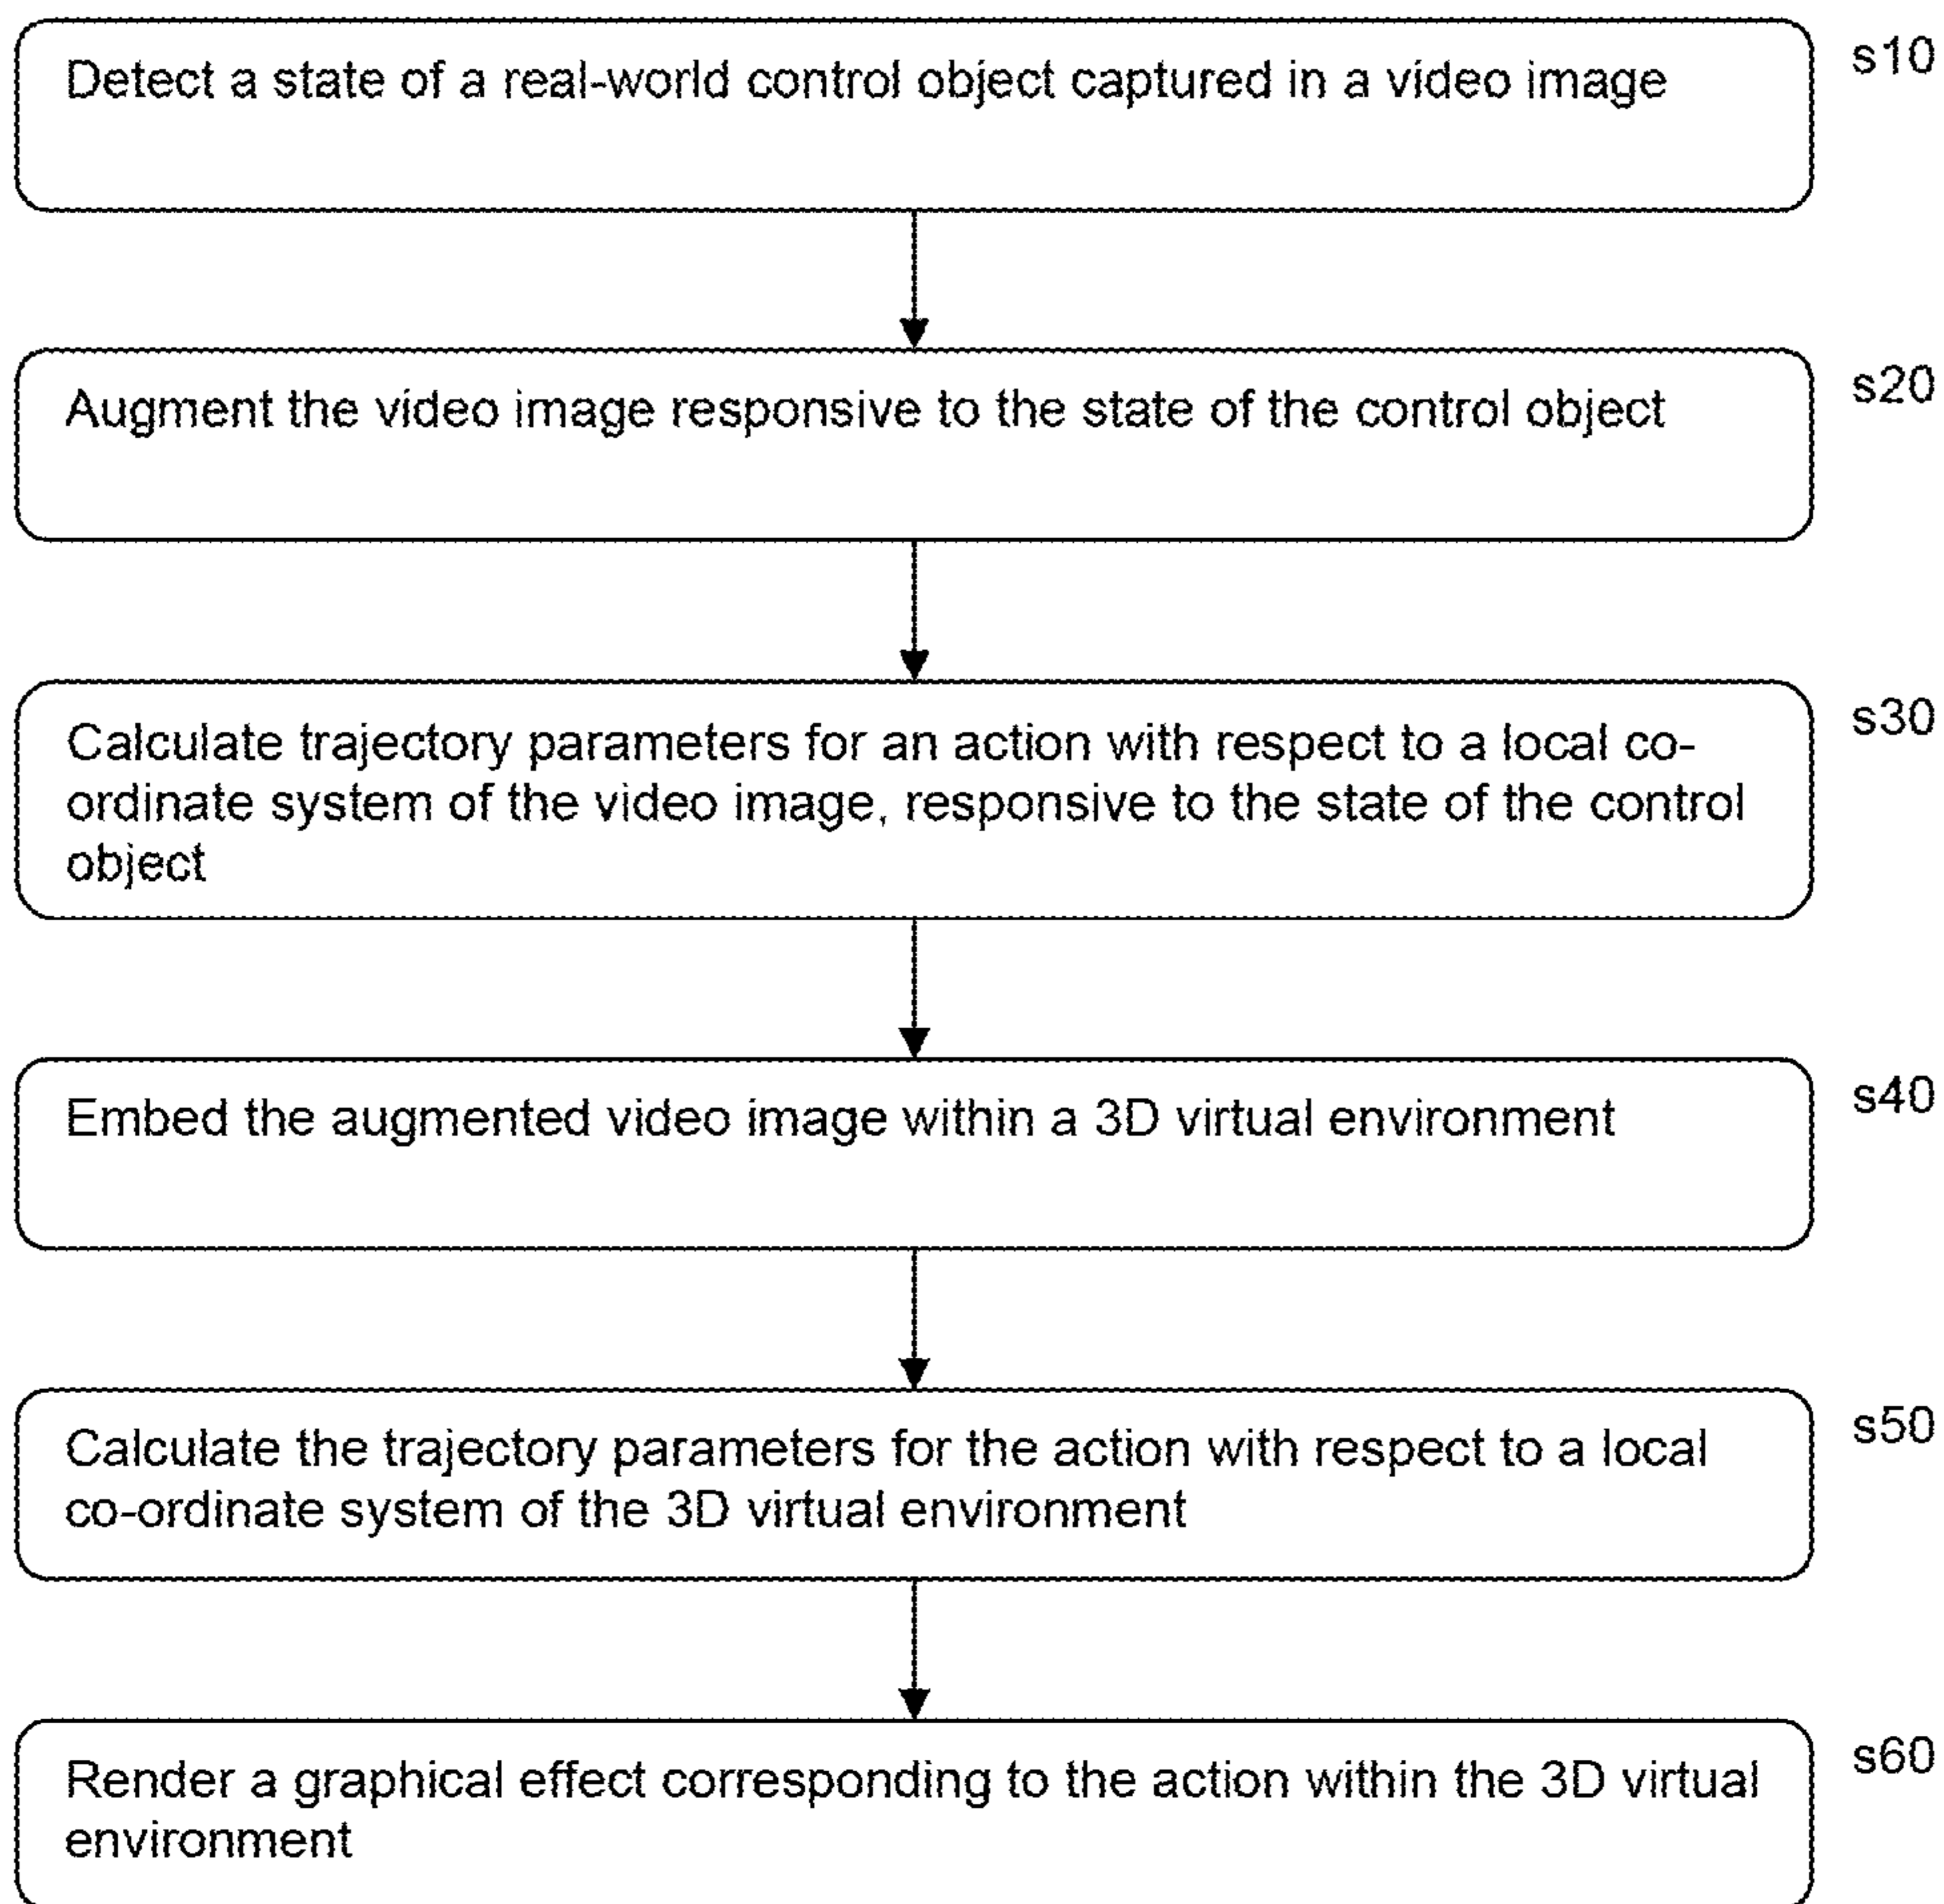 Detect a state of a real-world control object captured in a video image
s10
Augment the video image responsive to the state of the control object
s20
Calculate trajectory parameters for an action with respect to a local co-
ordinate system of the video image, responsive to the state of the control
object
s30
Embed the augmented video image within a 3D virtual environment
s40
Calculate the trajectory parameters for the action with respect to a local
co-ordinate system of the 3D virtual environment
s50
Render a graphical effect corresponding to the action within the 3D virtual
environment
s60